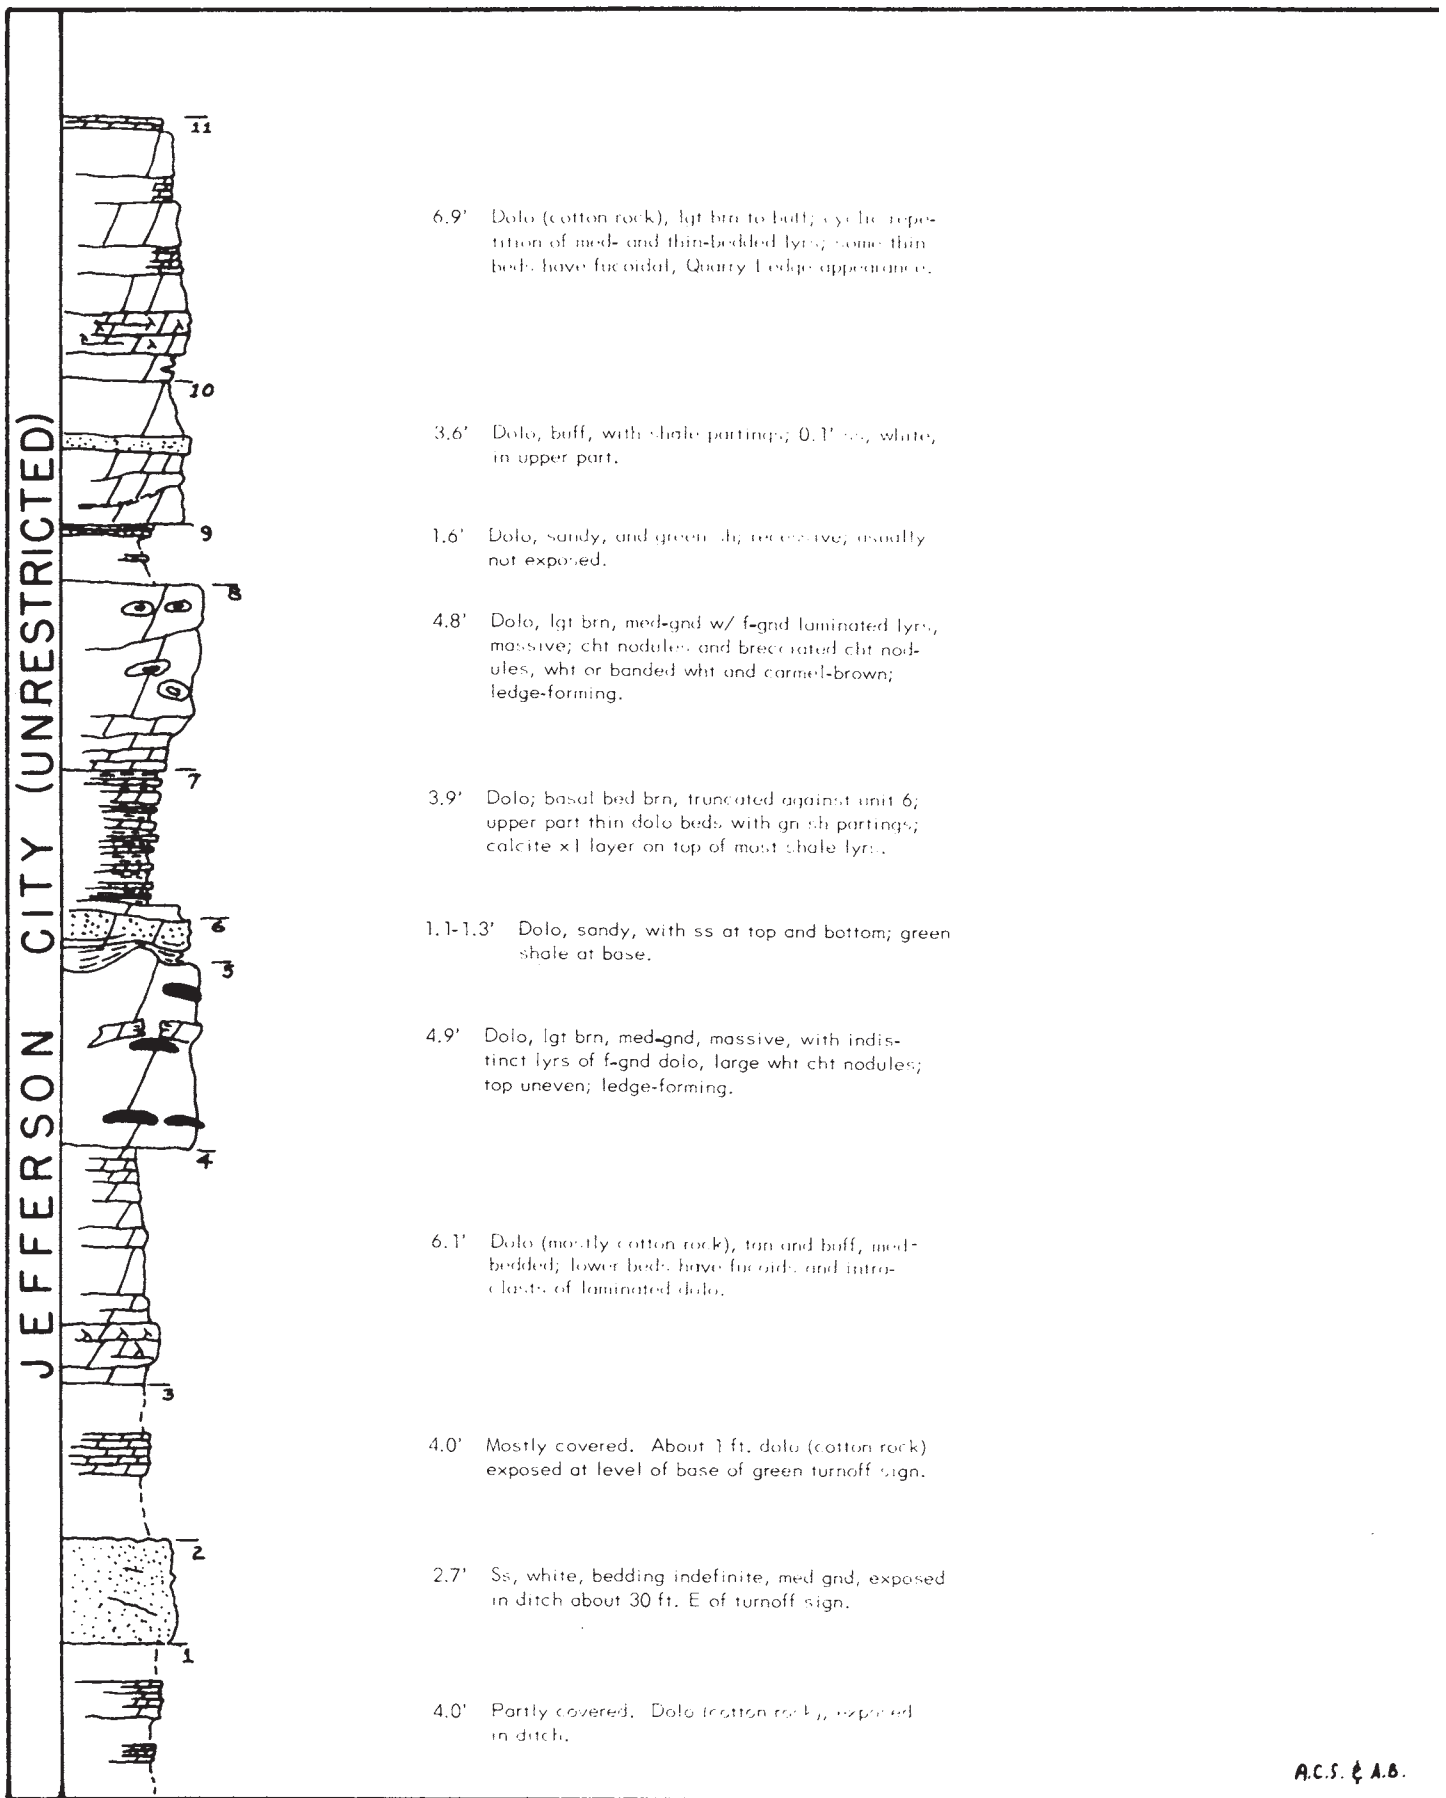 JEFFERSON CITY (UNRESTRICTED)
11
6.9' Dolo (cotton rock), lgt brn to buff; cyclic repe-
tition of med- and thin-bedded lyrs; some thin
beds have fucoidal, Quarry Ledge appearance.
10
3.6' Dolo, buff, with shale partings; 0.1' ss, white,
in upper part.
9
1.6' Dolo, sandy, and green sh; recessive; usually
not exposed.
8
4.8' Dolo, lgt brn, med-gnd w/ f-gnd laminated lyrs,
massive; cht nodules and brecciated cht nod-
ules, wht or banded wht and carmel-brown;
ledge-forming.
7
3.9' Dolo; basal bed brn, truncated against unit 6;
upper part thin dolo beds with gn sh partings;
calcite xl layer on top of most shale lyrs.
6
1.1-1.3' Dolo, sandy, with ss at top and bottom; green
shale at base.
5
4.9' Dolo, lgt brn, med-gnd, massive, with indis-
tinct lyrs of f-gnd dolo, large wht cht nodules;
top uneven; ledge-forming.
4
6.1' Dolo (mostly cotton rock), tan and buff, med-
bedded; lower beds have fucoids and intra-
clasts of laminated dolo.
3
4.0' Mostly covered. About 1 ft. dolo (cotton rock)
exposed at level of base of green turnoff sign.
2
2.7' Ss, white, bedding indefinite, med gnd, exposed
in ditch about 30 ft. E of turnoff sign.
1
4.0' Partly covered. Dolo (cotton rock), exposed
in ditch.
A.C.S. & A.B.